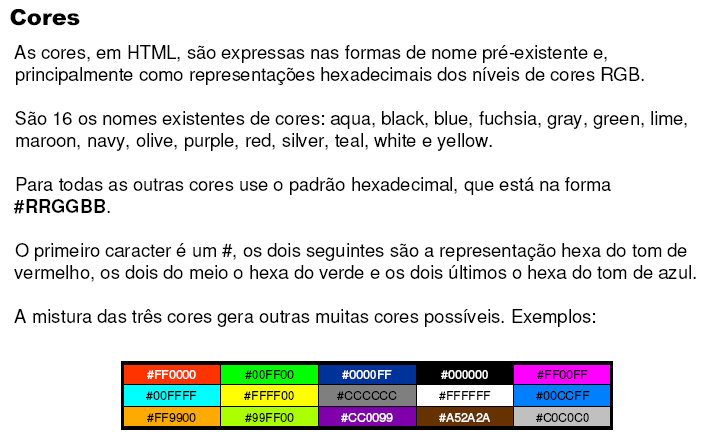 Cores
As cores, em HTML, são expressas nas formas de nome pré-existente e,
principalmente como representações hexadecimais dos níveis de cores RGB.
São 16 os nomes existentes de cores: aqua, black, blue, fuchsia, gray, green, lime,
maroon, navy, olive, purple, red, silver, teal, white e yellow.
Para todas as outras cores use o padrão hexadecimal, que está na forma
#RRGGBB.
O primeiro caracter é um #, os dois seguintes são a representação hexa do tom de
vermelho, os dois do meio o hexa do verde e os dois últimos o hexa do tom de azul.
A mistura das três cores gera outras muitas cores possíveis. Exemplos:
#FF0000 #00FF00 #0000FF #000000 #FF00FF
#00FFFF #FFFF00 #CCCCCC #FFFFFF #00CCFF
#FF9900 #99FF00 #CC0099 #A52A2A #C0C0C0